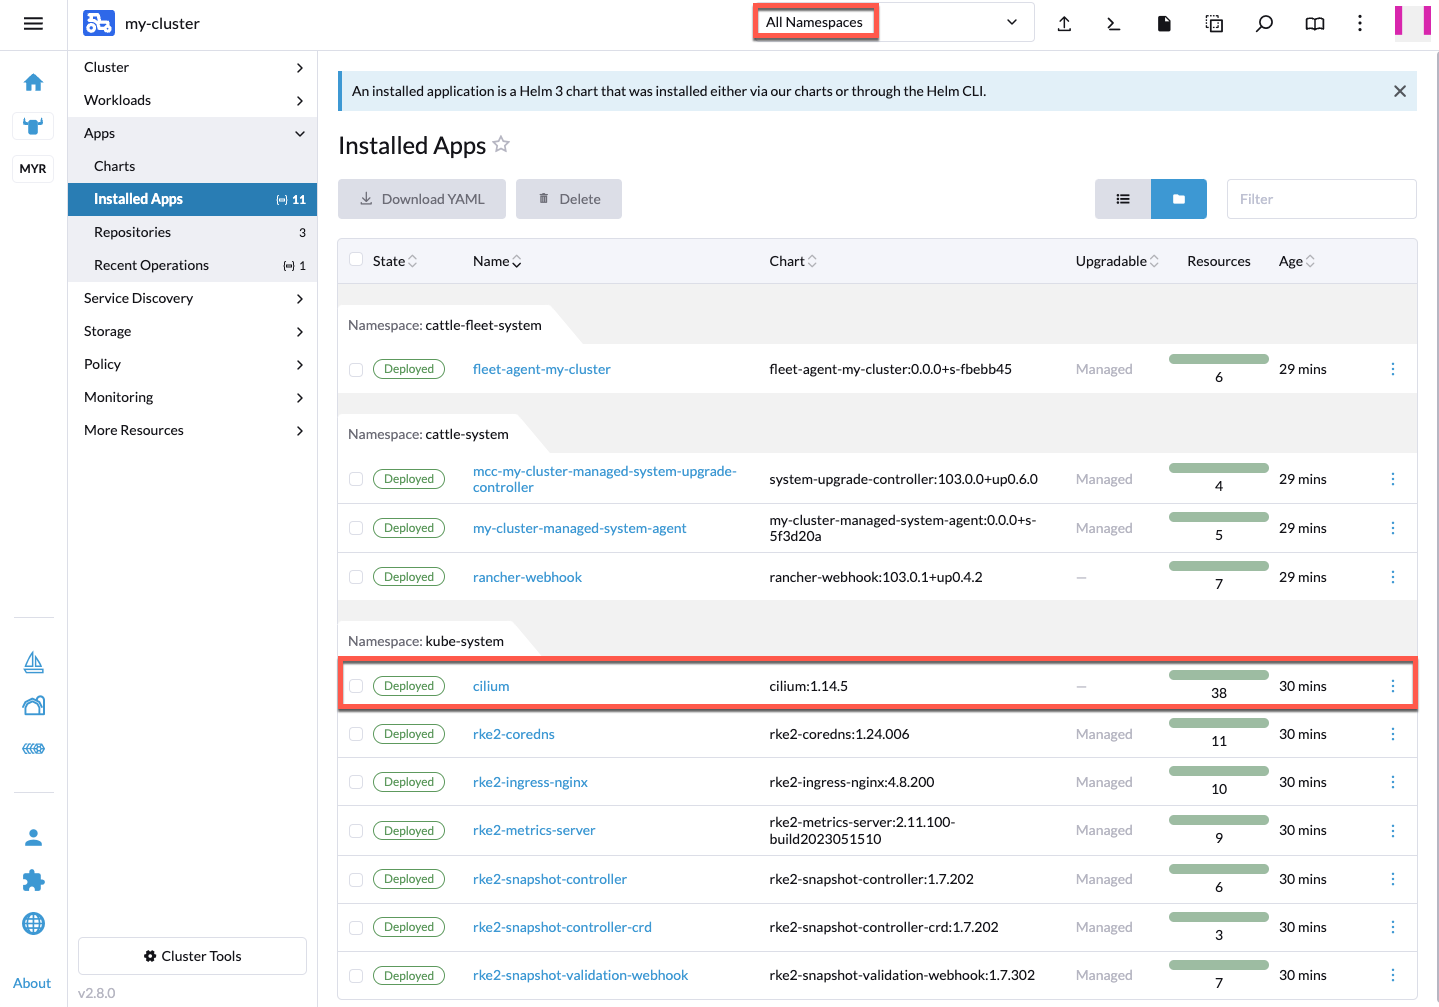 my-cluster
All Namespaces
MYR
About
Cluster
Workloads
Apps
Charts
Installed Apps 11
Repositories 3
Recent Operations 1
Service Discovery
Storage
Policy
Monitoring
More Resources
Cluster Tools
v2.8.0
An installed application is a Helm 3 chart that was installed either via our charts or through the Helm CLI.
Installed Apps
Download YAML Delete Filter
State Name Chart Upgradable Resources Age
Namespace: cattle-fleet-system
Deployed fleet-agent-my-cluster fleet-agent-my-cluster:0.0.0+s-fbebb45 Managed 6 29 mins
Namespace: cattle-system
Deployed mcc-my-cluster-managed-system-upgrade-
controller system-upgrade-controller:103.0.0+up0.6.0 Managed 4 29 mins
Deployed my-cluster-managed-system-agent my-cluster-managed-system-agent:0.0.0+s-
5f3d20a Managed 5 29 mins
Deployed rancher-webhook rancher-webhook:103.0.1+up0.4.2 — 7 29 mins
Namespace: kube-system
Deployed cilium cilium:1.14.5 — 38 30 mins
Deployed rke2-coredns rke2-coredns:1.24.006 Managed 11 30 mins
Deployed rke2-ingress-nginx rke2-ingress-nginx:4.8.200 Managed 10 30 mins
Deployed rke2-metrics-server rke2-metrics-server:2.11.100-
build2023051510 Managed 9 30 mins
Deployed rke2-snapshot-controller rke2-snapshot-controller:1.7.202 Managed 6 30 mins
Deployed rke2-snapshot-controller-crd rke2-snapshot-controller-crd:1.7.202 Managed 3 30 mins
Deployed rke2-snapshot-validation-webhook rke2-snapshot-validation-webhook:1.7.302 Managed 7 30 mins